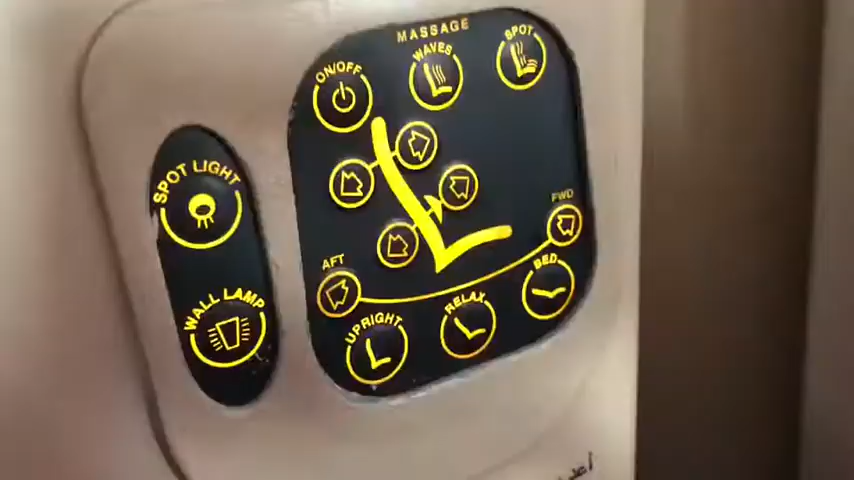 MASSAGE
ON/OFF
WAVES
SPOT
SPOT LIGHT
WALL LAMP
FWD
AFT
UPRIGHT
RELAX
BED